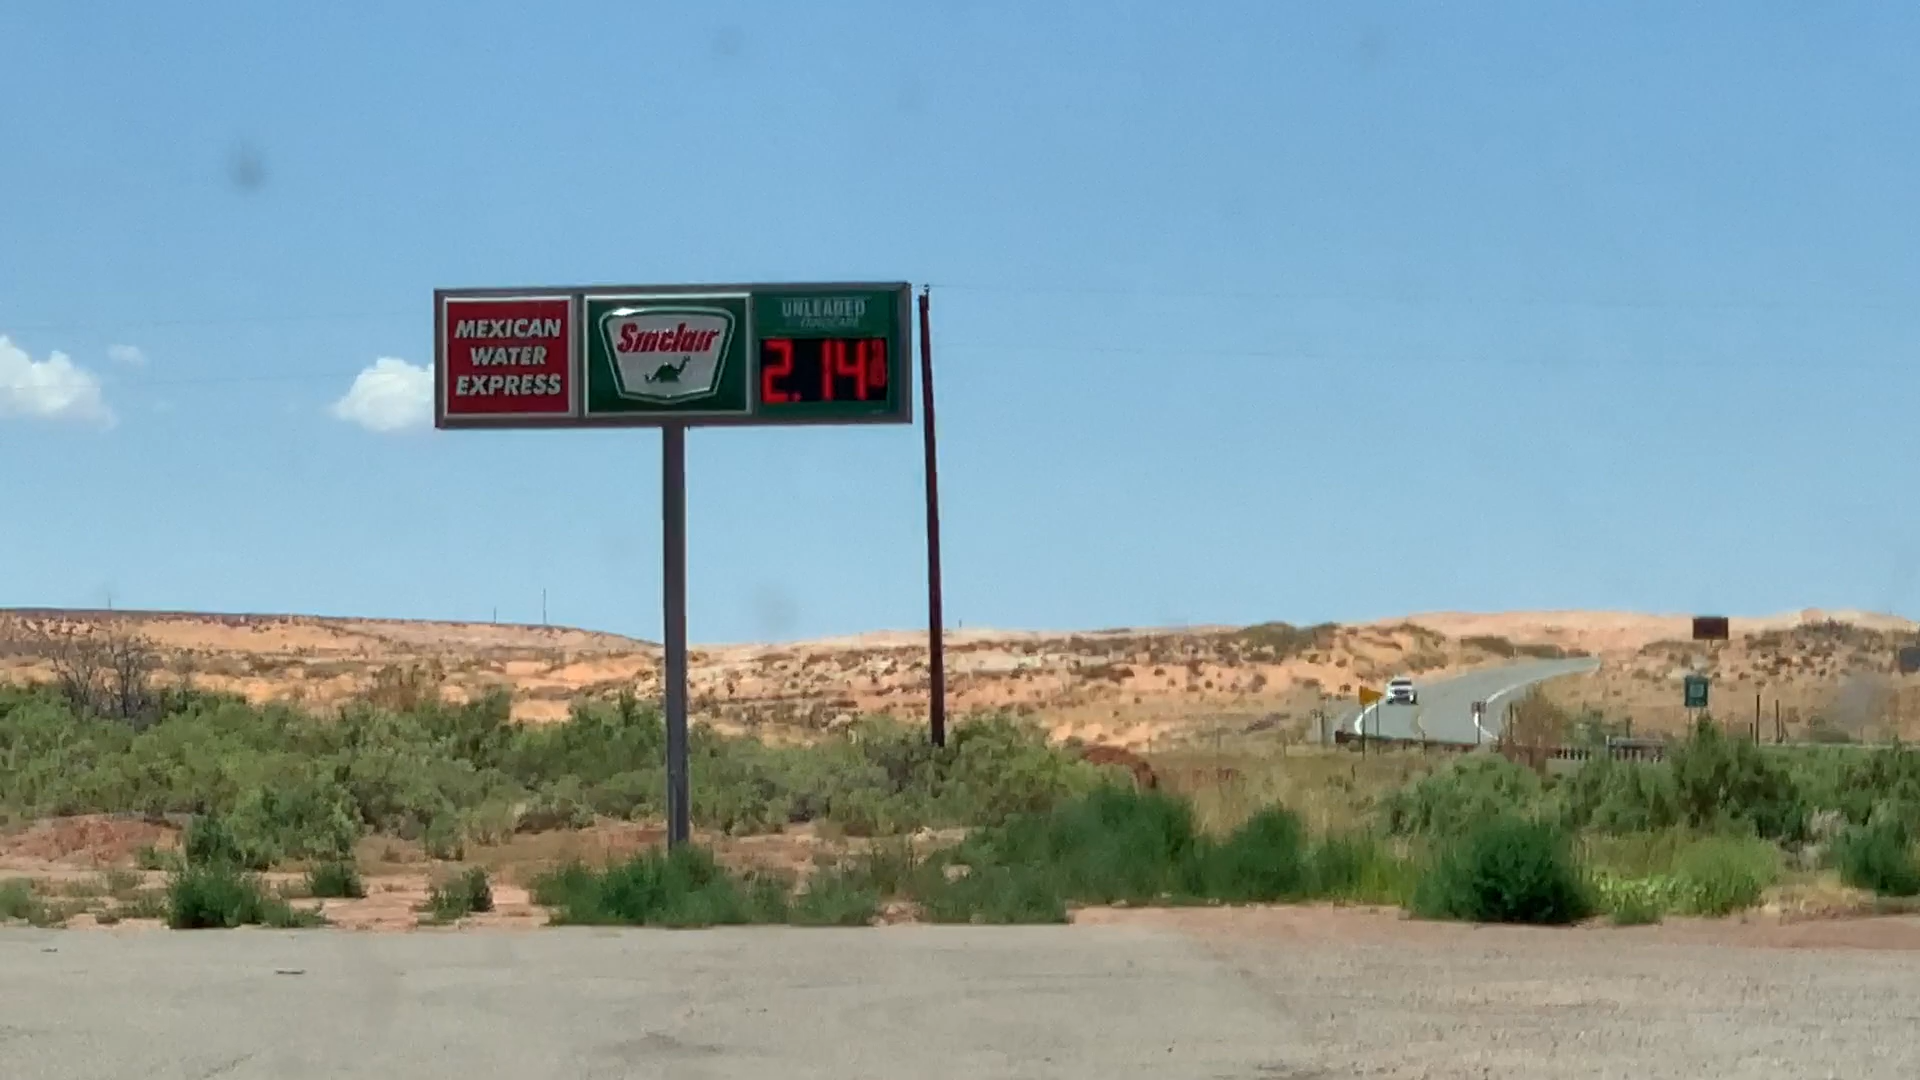 MEXICAN
WATER
EXPRESS
Sinclair
UNLEADED
2.14